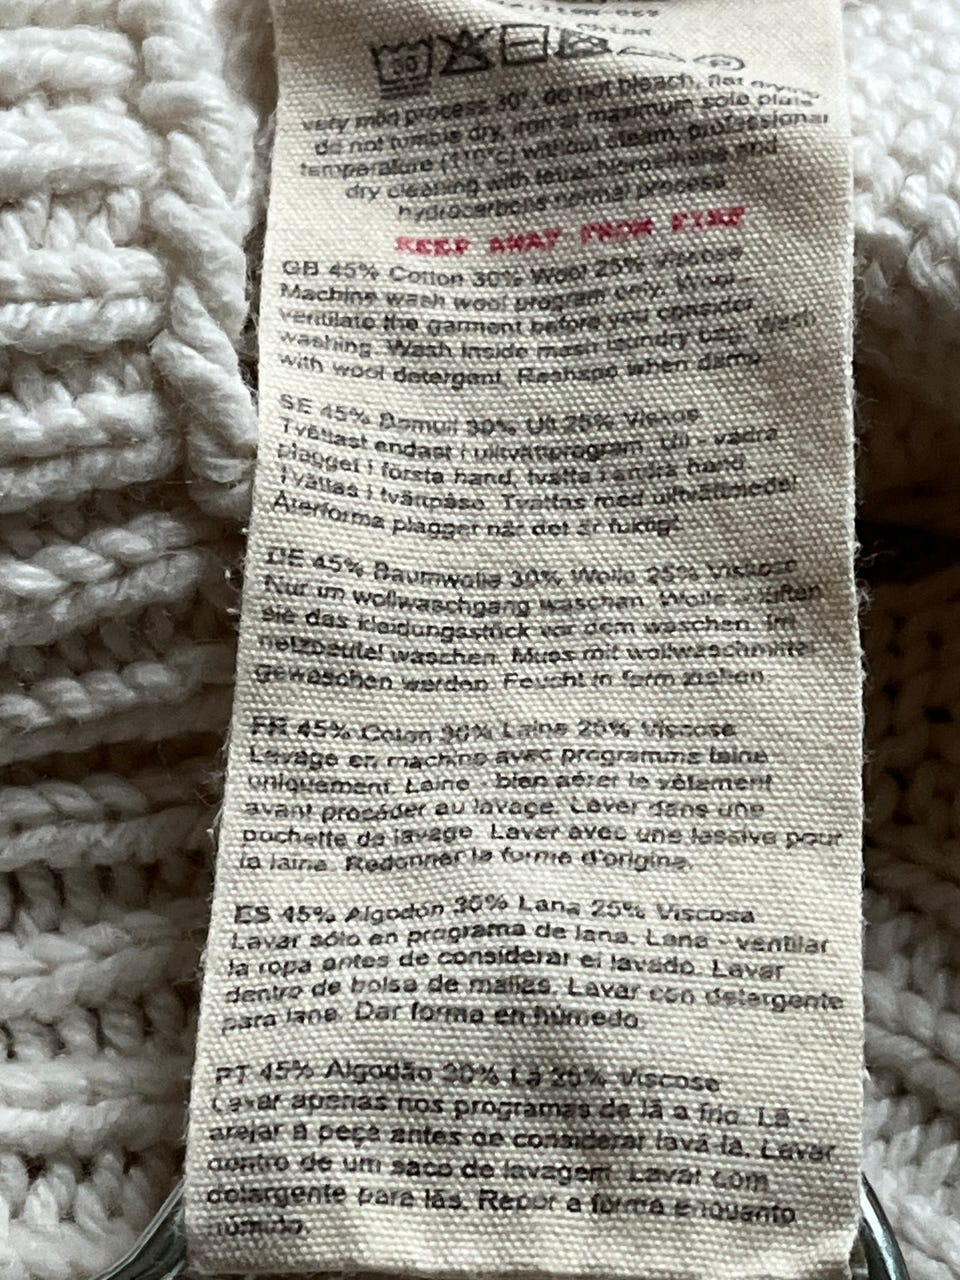 30
very mild process 30°, do not bleach, flat drying
do not tumble dry, iron at maximum sole plate
temperature (110°C) without steam, professional
dry cleaning with tetrachloroethene and
hydrocarbons normal process
KEEP AWAY FROM FIRE
GB 45% Cotton 30% Wool 25% Viscose
Machine wash wool program only. Wool -
ventilate the garment before you consider
washing. Wash inside mesh laundry bag. Wash
with wool detergent. Reshape when damp
SE 45% Bomull 30% Ull 25% Viskos
Tvättas endast i ulltvättprogram. Ull - vädra
plagget i första hand, tvätta i andra hand.
Tvättas i tvättpåse. Tvättas med ulltvättmedel
Återforma plagget när det är fuktigt.
DE 45% Baumwolle 30% Wolle 25% Viskose
Nur im wollwaschgang waschen. Wolle - lüften
sie das kleidungsstück vor dem waschen. Im
netzbeutel waschen. Muss mit wollwaschmittel
gewaschen werden. Feucht in form ziehen.
FR 45% Coton 30% Laine 25% Viscose
Lavage en machine avec programme laine
uniquement. Laine - bien aérer le vêtement
avant procéder au lavage. Laver dans une
pochette de lavage. Laver avec une lessive pour
la laine. Redonner la forme d'origine.
ES 45% Algodón 30% Lana 25% Viscosa
Lavar sólo en programa de lana. Lana - ventilar
la ropa antes de considerar el lavado. Lavar
dentro de bolsa de mallas. Lavar con detergente
para lana. Dar forma en húmedo.
PT 45% Algodão 30% Lã 25% Viscose
Lavar apenas nos programas de lã a frio. Lã -
arejar a peça antes de considerar lavá-la. Lavar
dentro de um saco de lavagem. Lavar com
detergente para lãs. Repor a forma enquanto
húmido.